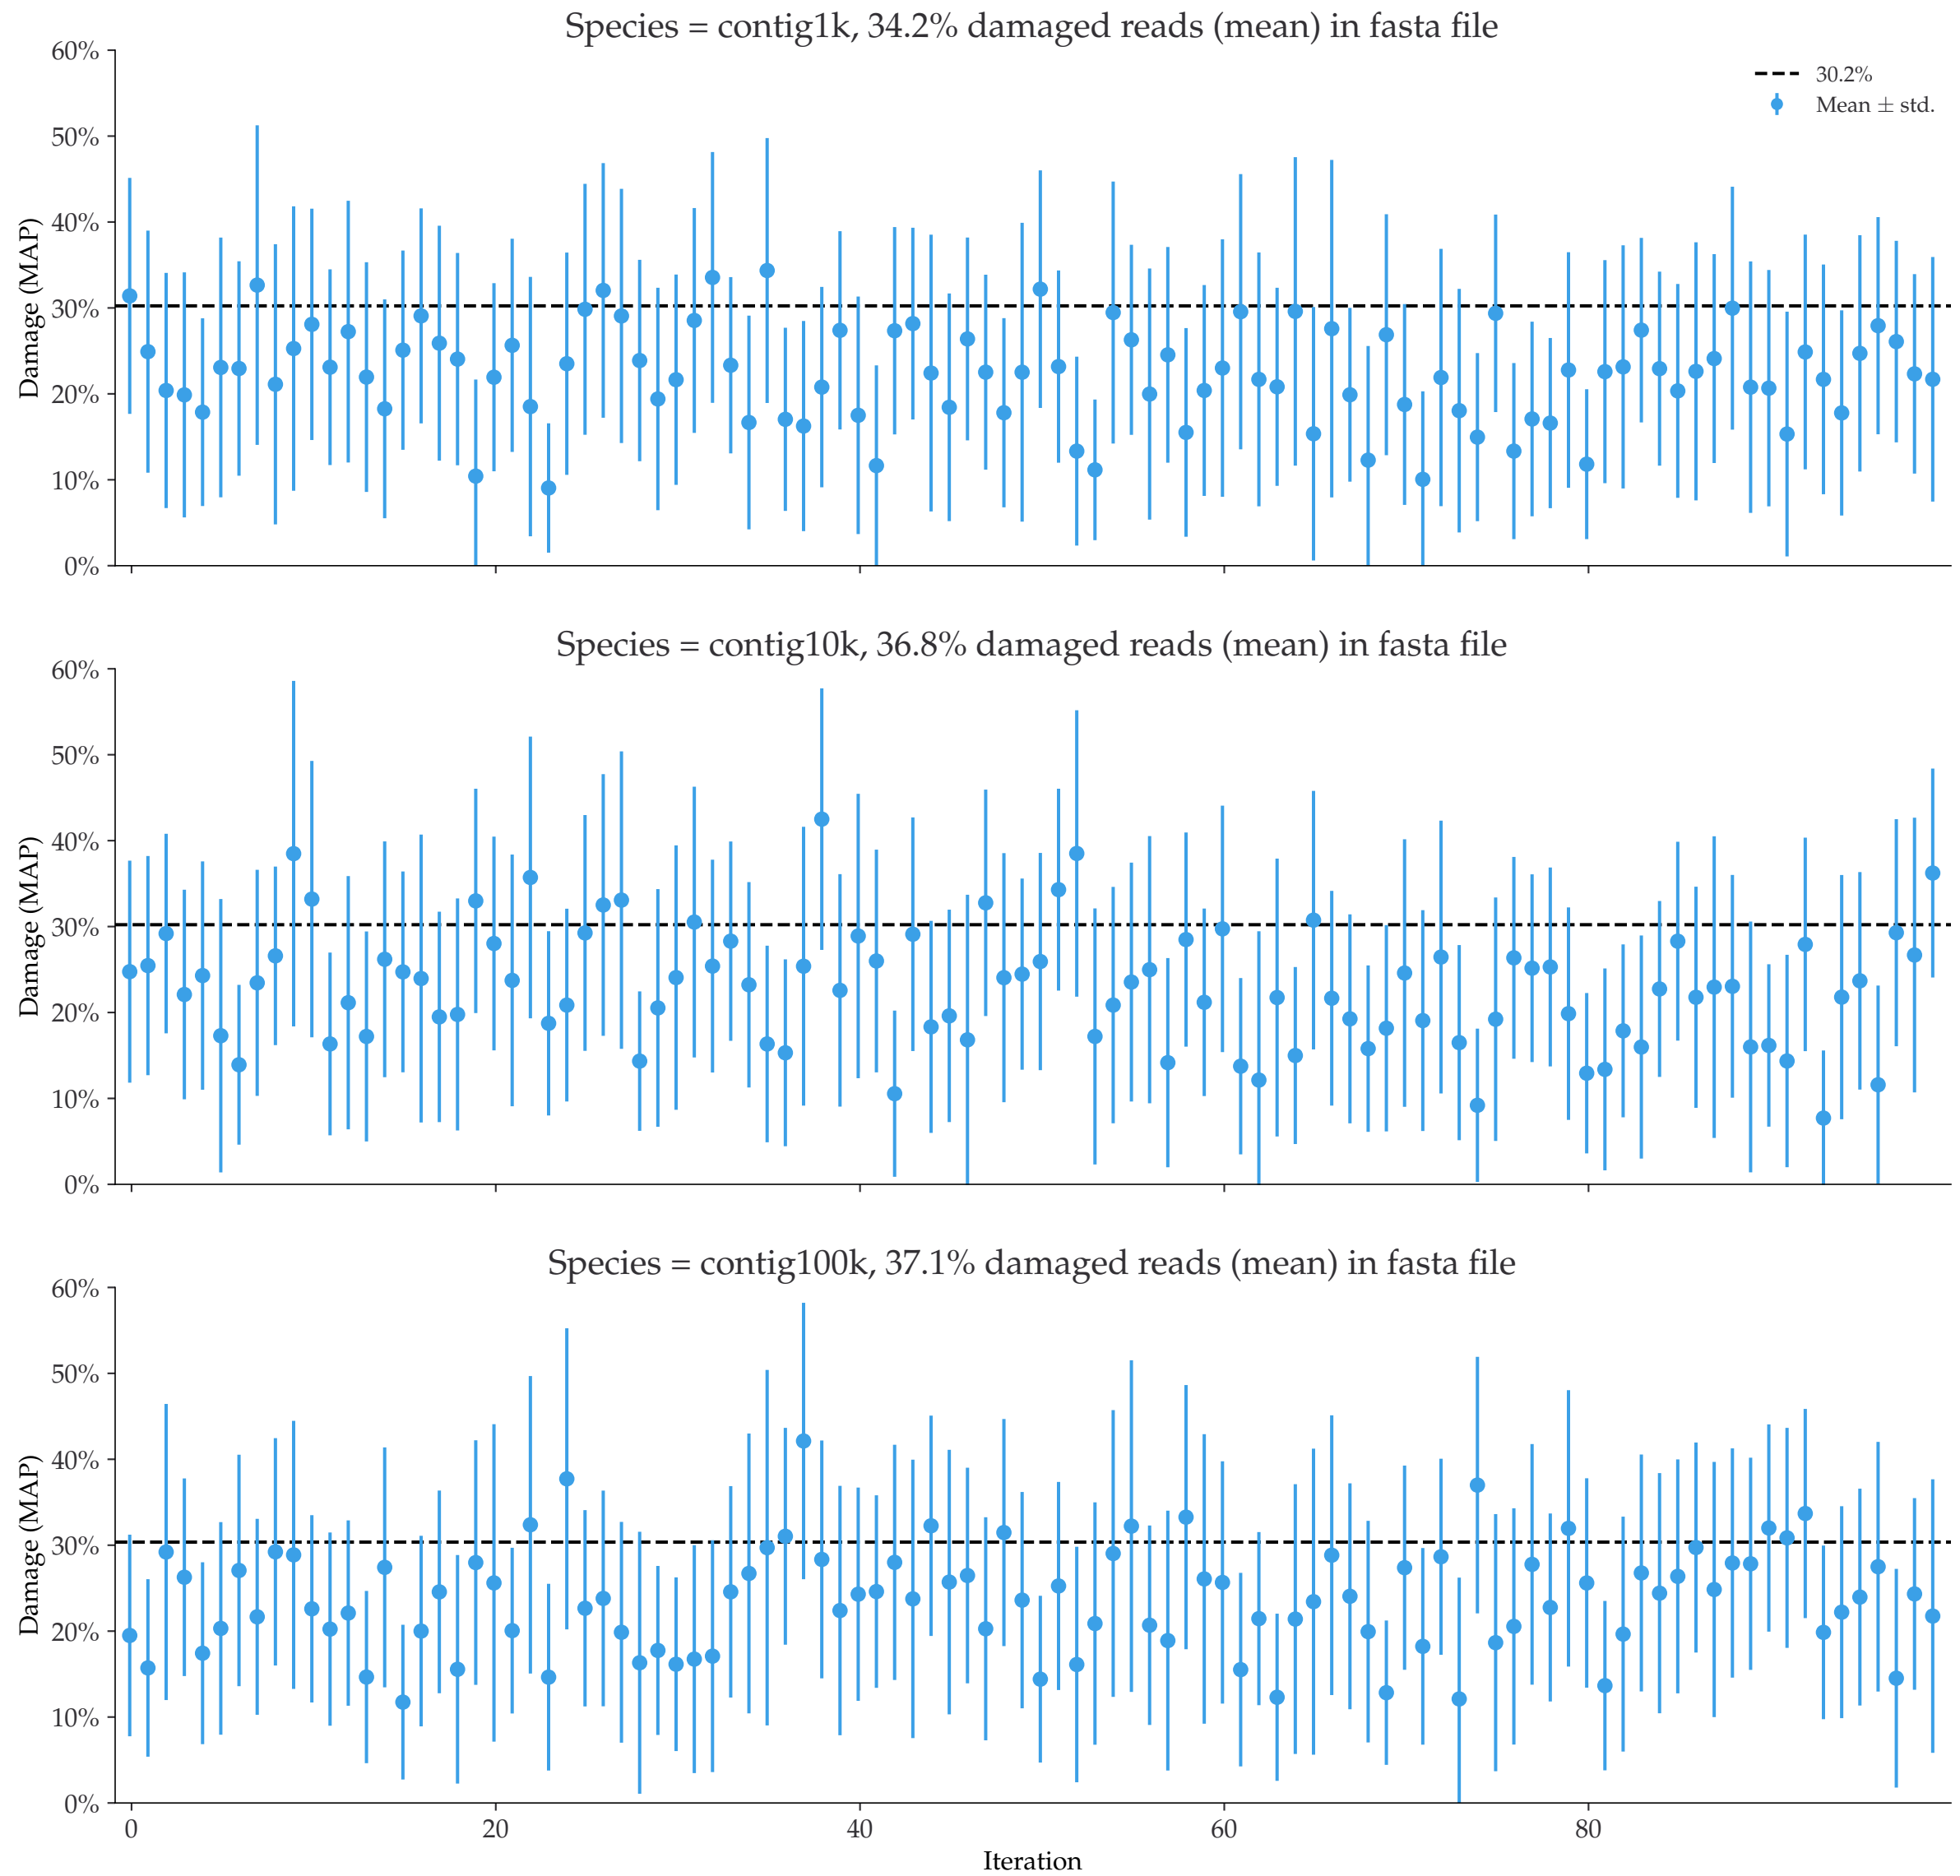 Species = contig1k, 34.2% damaged reads (mean) in fasta file
60%
50%
40%
30%
20%
10%
0%
Damage (MAP)
30.2%
Mean ± std.
Species = contig10k, 36.8% damaged reads (mean) in fasta file
60%
50%
40%
30%
20%
10%
0%
Damage (MAP)
Species = contig100k, 37.1% damaged reads (mean) in fasta file
60%
50%
40%
30%
20%
10%
0%
Damage (MAP)
0 20 40 60 80
Iteration